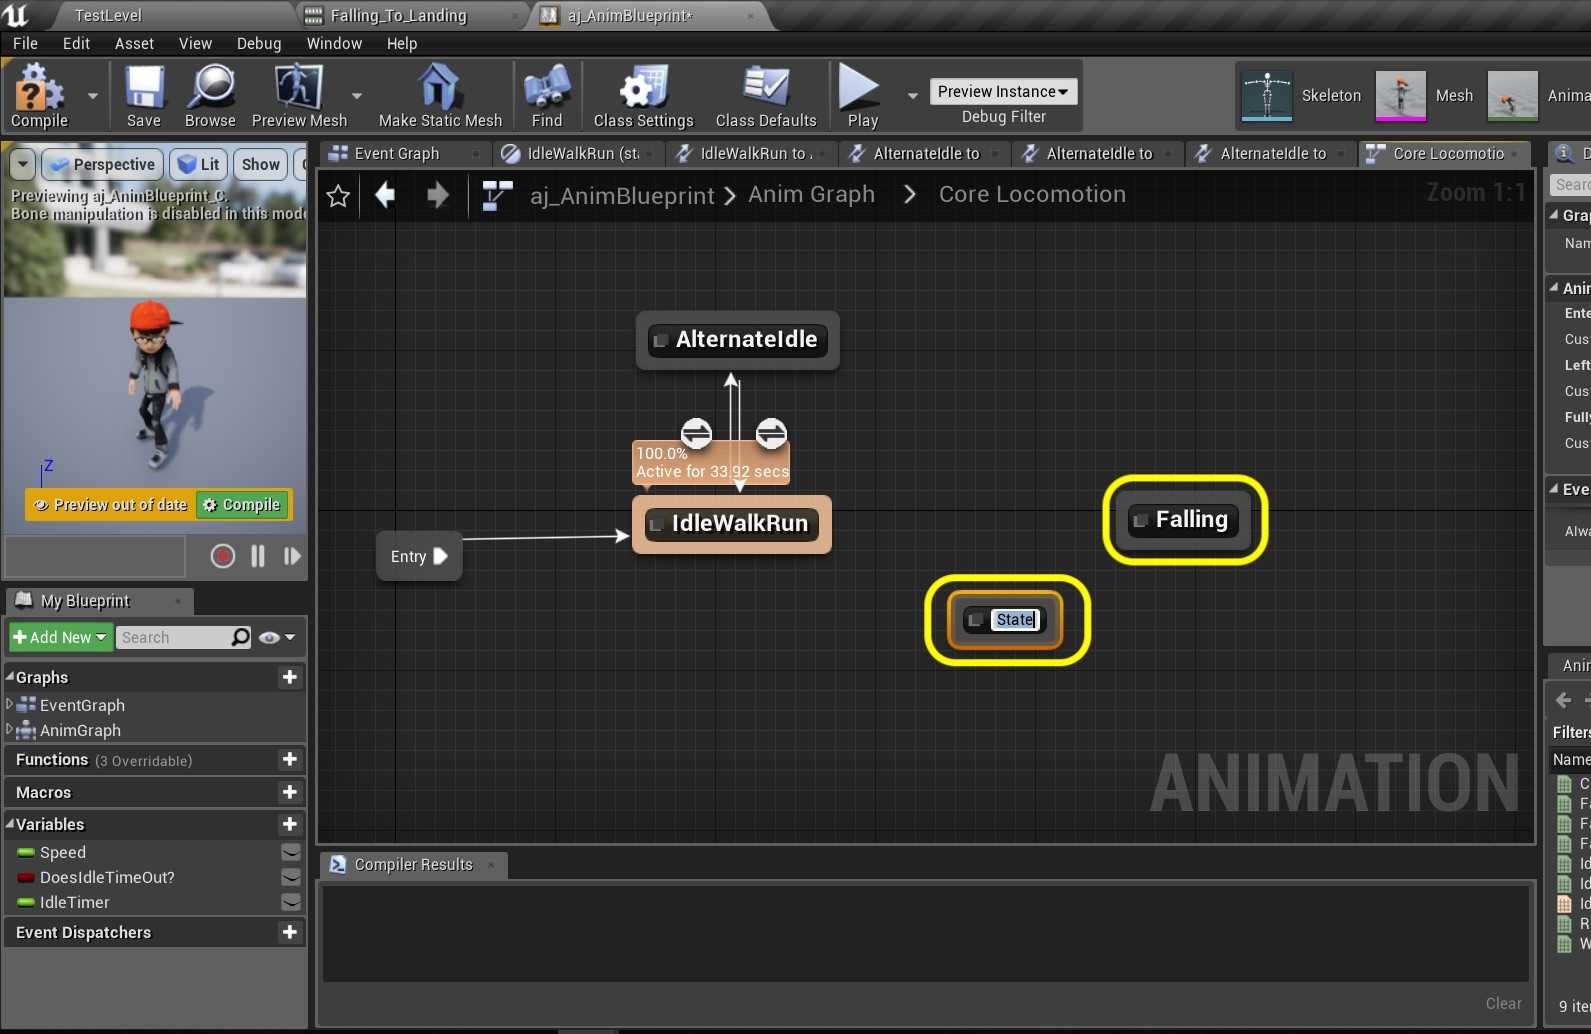 TestLevel
Falling_To_Landing
aj_AnimBlueprint*
File Edit Asset View Debug Window Help
Compile
Save
Browse
Preview Mesh
Make Static Mesh
Find
Class Settings
Class Defaults
Play
Preview Instance
Debug Filter
Skeleton
Mesh
Anima
Perspective
Lit
Show
Previewing aj_AnimBlueprint_C.
Bone manipulation is disabled in this mode
Z
Preview out of date
Compile
Event Graph
IdleWalkRun (sta
IdleWalkRun to
AlternateIdle to
AlternateIdle to
AlternateIdle to
Core Locomotio
aj_AnimBlueprint > Anim Graph > Core Locomotion
Zoom 1:1
AlternateIdle
100.0%
Active for 33.92 secs
IdleWalkRun
Entry
Falling
State
ANIMATION
My Blueprint
Add New
Search
Graphs
EventGraph
AnimGraph
Functions (3 Overridable)
Macros
Variables
Speed
DoesIdleTimeOut?
IdleTimer
Event Dispatchers
Compiler Results
Clear
D
Searc
Gra
Nam
Anim
Ente
Cus
Left
Cus
Fully
Cus
Eve
Alwa
Anim
Filters
Name
C
Fa
Fa
Fa
Id
Id
Id
R
W
9 ite